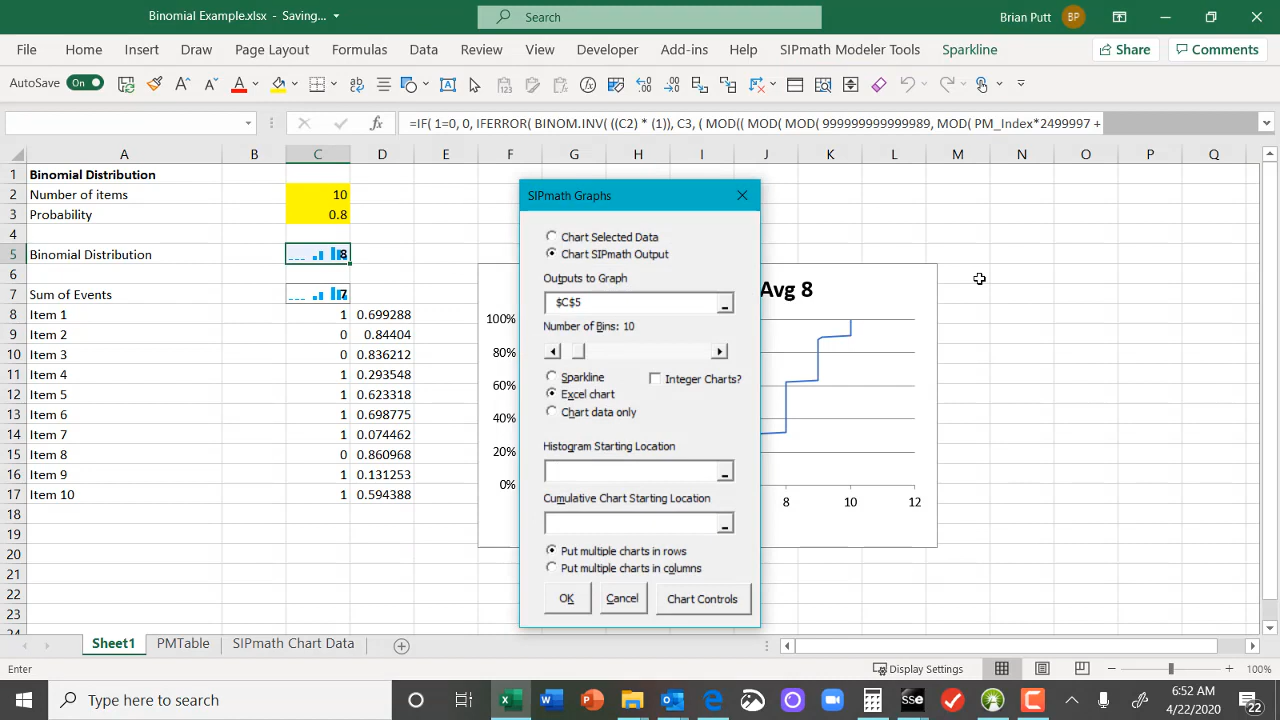 Binomial Example.xlsx - Saving...
Search
Brian Putt
BP
File Home Insert Draw Page Layout Formulas Data Review View Developer Add-ins Help SIPmath Modeler Tools Sparkline Share Comments
AutoSave On
fx =IF( 1=0, 0, IFERROR( BINOM.INV( ((C2) * (1)), C3, ( MOD(( MOD( MOD( 999999999999989, MOD( PM_Index*2499997 +
A B C D E F G H I J K L M N O P Q
1 Binomial Distribution
2 Number of items 10
3 Probability 0.8
4
5 Binomial Distribution 8
6
7 Sum of Events 7
8 Item 1 1 0.699288
9 Item 2 0 0.84404
10 Item 3 0 0.836212
11 Item 4 1 0.293548
12 Item 5 1 0.623318
13 Item 6 1 0.698775
14 Item 7 1 0.074462
15 Item 8 0 0.860968
16 Item 9 1 0.131253
17 Item 10 1 0.594388
18
19
20
21
22
23
24
Avg 8
100%
80%
60%
40%
20%
0%
8 10 12
SIPmath Graphs
Chart Selected Data
Chart SIPmath Output
Outputs to Graph
$C$5
Number of Bins: 10
Sparkline
Integer Charts?
Excel chart
Chart data only
Histogram Starting Location
Cumulative Chart Starting Location
Put multiple charts in rows
Put multiple charts in columns
OK Cancel Chart Controls
Sheet1 PMTable SIPmath Chart Data
Enter
Display Settings
100%
Type here to search
sse
6:52 AM
4/22/2020
22